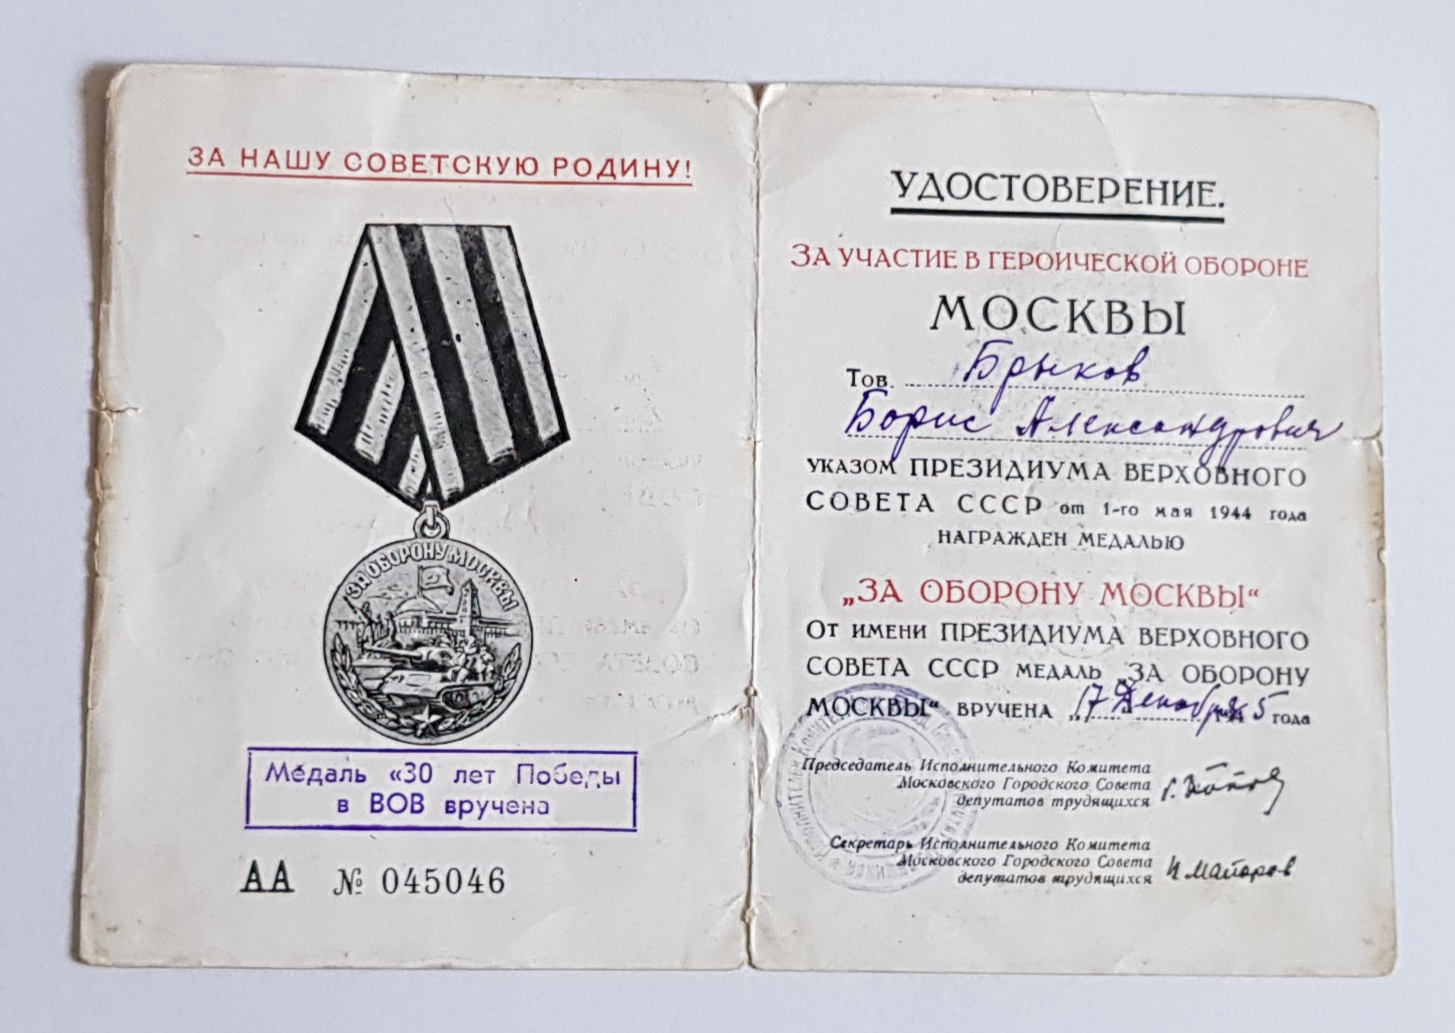 ЗА НАШУ СОВЕТСКУЮ РОДИНУ!
ЗА ОБОРОНУ МОСКВЫ
Медаль «30 лет Победы
в ВОВ вручена
АА № 045046
УДОСТОВЕРЕНИЕ.
ЗА УЧАСТИЕ В ГЕРОИЧЕСКОЙ ОБОРОНЕ
МОСКВЫ
Тов. Брыков
Борис Александрович
УКАЗОМ ПРЕЗИДИУМА ВЕРХОВНОГО
СОВЕТА СССР от 1-го мая 1944 года
НАГРАЖДЕН МЕДАЛЬЮ
„ЗА ОБОРОНУ МОСКВЫ“
ОТ ИМЕНИ ПРЕЗИДИУМА ВЕРХОВНОГО
СОВЕТА СССР МЕДАЛЬ „ЗА ОБОРОНУ
МОСКВЫ“ ВРУЧЕНА „17 Декабря 1945 года
Председатель Исполнительного Комитета
Московского Городского Совета
депутатов трудящихся Г. Попов
Секретарь Исполнительного Комитета
Московского Городского Совета
депутатов трудящихся П Майоров